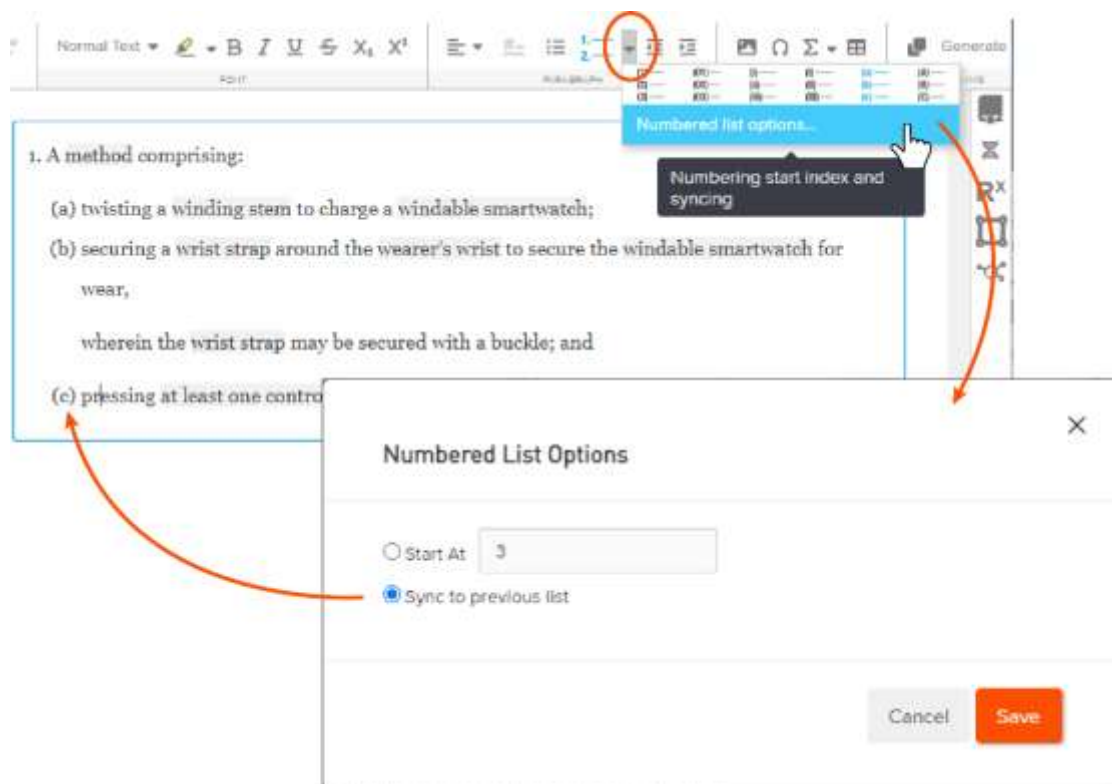 Normal Text B I U S X₁ X² Generate
FONT PARAGRAPH
Numbered list options...
Numbering start index and
syncing
1. A method comprising:
(a) twisting a winding stem to charge a windable smartwatch;
(b) securing a wrist strap around the wearer's wrist to secure the windable smartwatch for
wear,
wherein the wrist strap may be secured with a buckle; and
(c) pressing at least one contro
Numbered List Options
Start At 3
Sync to previous list
Cancel Save